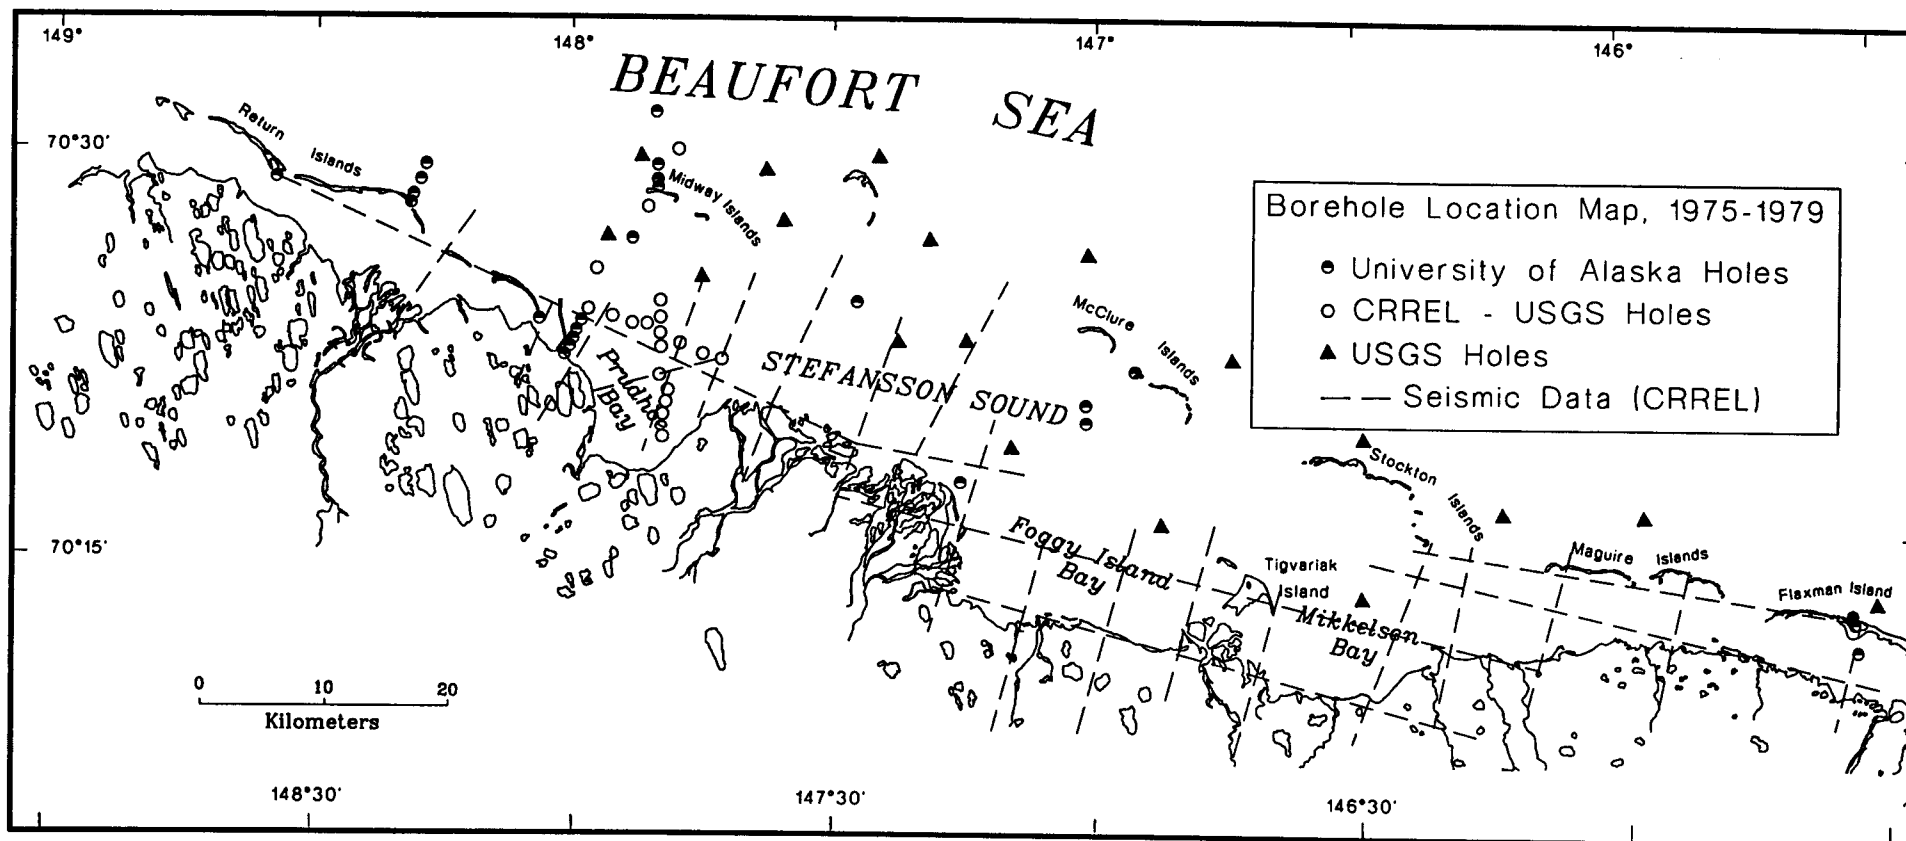 149°
148°
147°
146°
BEAUFORT SEA
70°30'
Return
Islands
Midway Islands
Borehole Location Map, 1975-1979
University of Alaska Holes
CRREL - USGS Holes
USGS Holes
Seismic Data (CRREL)
McClure
Islands
Prudhoe
Bay
STEFANSSON SOUND
Stockton
Islands
70°15'
Foggy Island
Bay
Tigvariak
Island
Maguire Islands
Flaxman Island
Mikkelsen
Bay
0 10 20
Kilometers
148°30'
147°30'
146°30'